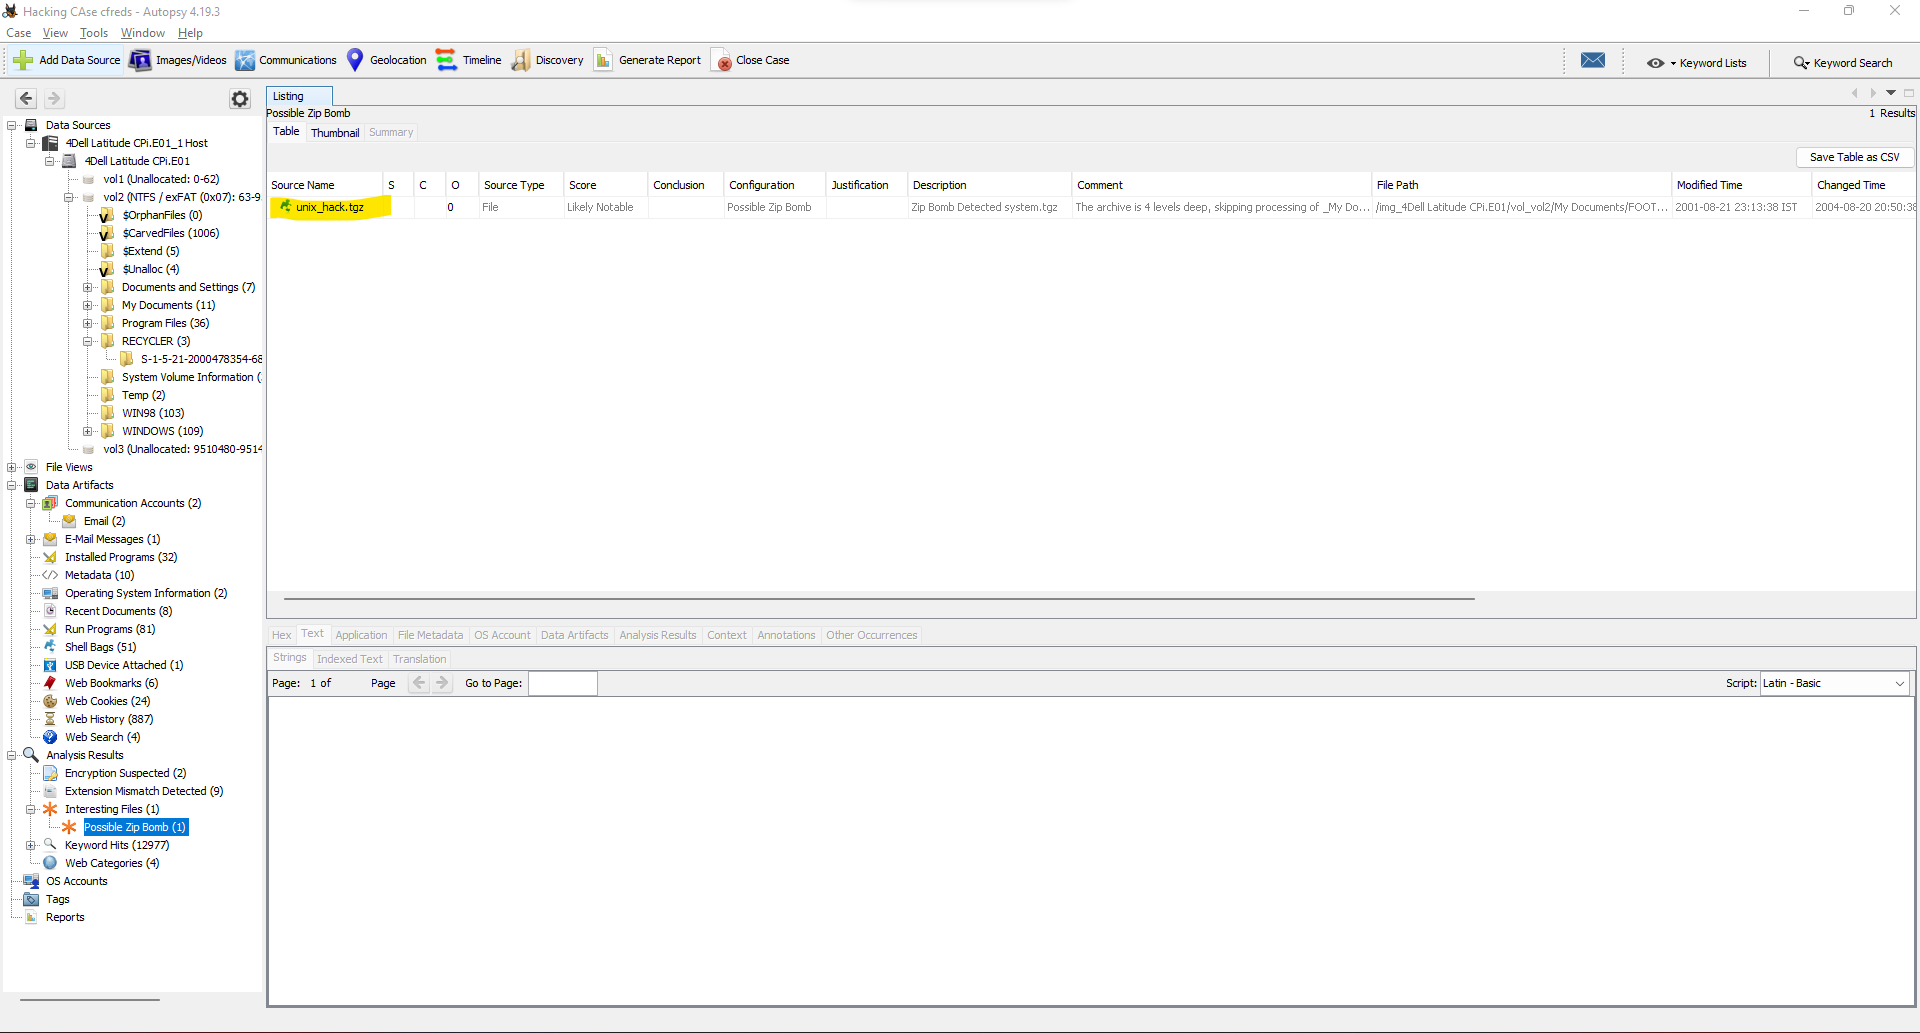 Hacking CAse cfreds - Autopsy 4.19.3
Case View Tools Window Help
Add Data Source Images/Videos Communications Geolocation Timeline Discovery Generate Report Close Case Keyword Lists Keyword Search
Listing
Possible Zip Bomb 1 Results
Table Thumbnail Summary
Save Table as CSV
Source Name S C O Source Type Score Conclusion Configuration Justification Description Comment File Path Modified Time Changed Time
unix_hack.tgz 0 File Likely Notable Possible Zip Bomb Zip Bomb Detected system.tgz The archive is 4 levels deep, skipping processing of _My Do... /img_4Dell Latitude CPi.E01/vol_vol2/My Documents/FOOT... 2001-08-21 23:13:38 IST 2004-08-20 20:50:38
Data Sources
4Dell Latitude CPi.E01_1 Host
4Dell Latitude CPi.E01
vol1 (Unallocated: 0-62)
vol2 (NTFS / exFAT (0x07): 63-9
$OrphanFiles (0)
$CarvedFiles (1006)
$Extend (5)
$Unalloc (4)
Documents and Settings (7)
My Documents (11)
Program Files (36)
RECYCLER (3)
S-1-5-21-2000478354-68
System Volume Information (
Temp (2)
WIN98 (103)
WINDOWS (109)
vol3 (Unallocated: 9510480-9514
File Views
Data Artifacts
Communication Accounts (2)
Email (2)
E-Mail Messages (1)
Installed Programs (32)
Metadata (10)
Operating System Information (2)
Recent Documents (8)
Run Programs (81)
Shell Bags (51)
USB Device Attached (1)
Web Bookmarks (6)
Web Cookies (24)
Web History (887)
Web Search (4)
Analysis Results
Encryption Suspected (2)
Extension Mismatch Detected (9)
Interesting Files (1)
Possible Zip Bomb (1)
Keyword Hits (12977)
Web Categories (4)
OS Accounts
Tags
Reports
Hex Text Application File Metadata OS Account Data Artifacts Analysis Results Context Annotations Other Occurrences
Strings Indexed Text Translation
Page: 1 of Page Go to Page: Script: Latin - Basic